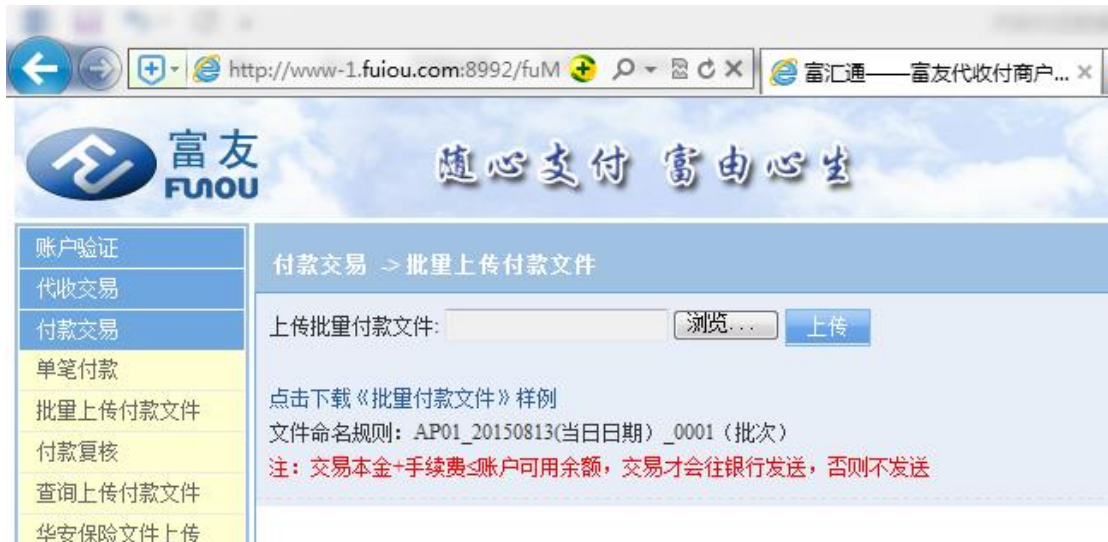 http://www-1.fuiou.com:8992/fuM
富汇通——富友代收付商户...
富友
FUIOU
随心支付 富由心生
账户验证
代收交易
付款交易
单笔付款
批量上传付款文件
付款复核
查询上传付款文件
华安保险文件上传
付款交易 ->批量上传付款文件
上传批量付款文件:
浏览...
上传
点击下载《批量付款文件》样例
文件命名规则：AP01_20150813(当日日期）_0001（批次）
注：交易本金+手续费≤账户可用余额，交易才会往银行发送，否则不发送